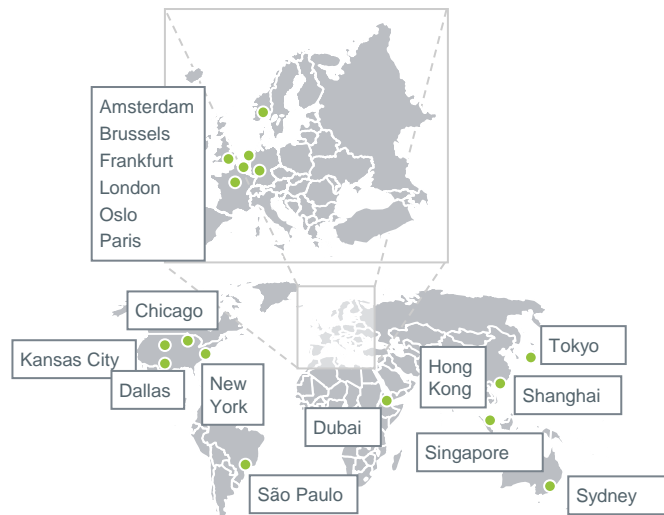 Amsterdam
Brussels
Frankfurt
London
Oslo
Paris
Chicago
Kansas City
Dallas
New
York
São Paulo
Dubai
Hong
Kong
Tokyo
Shanghai
Singapore
Sydney